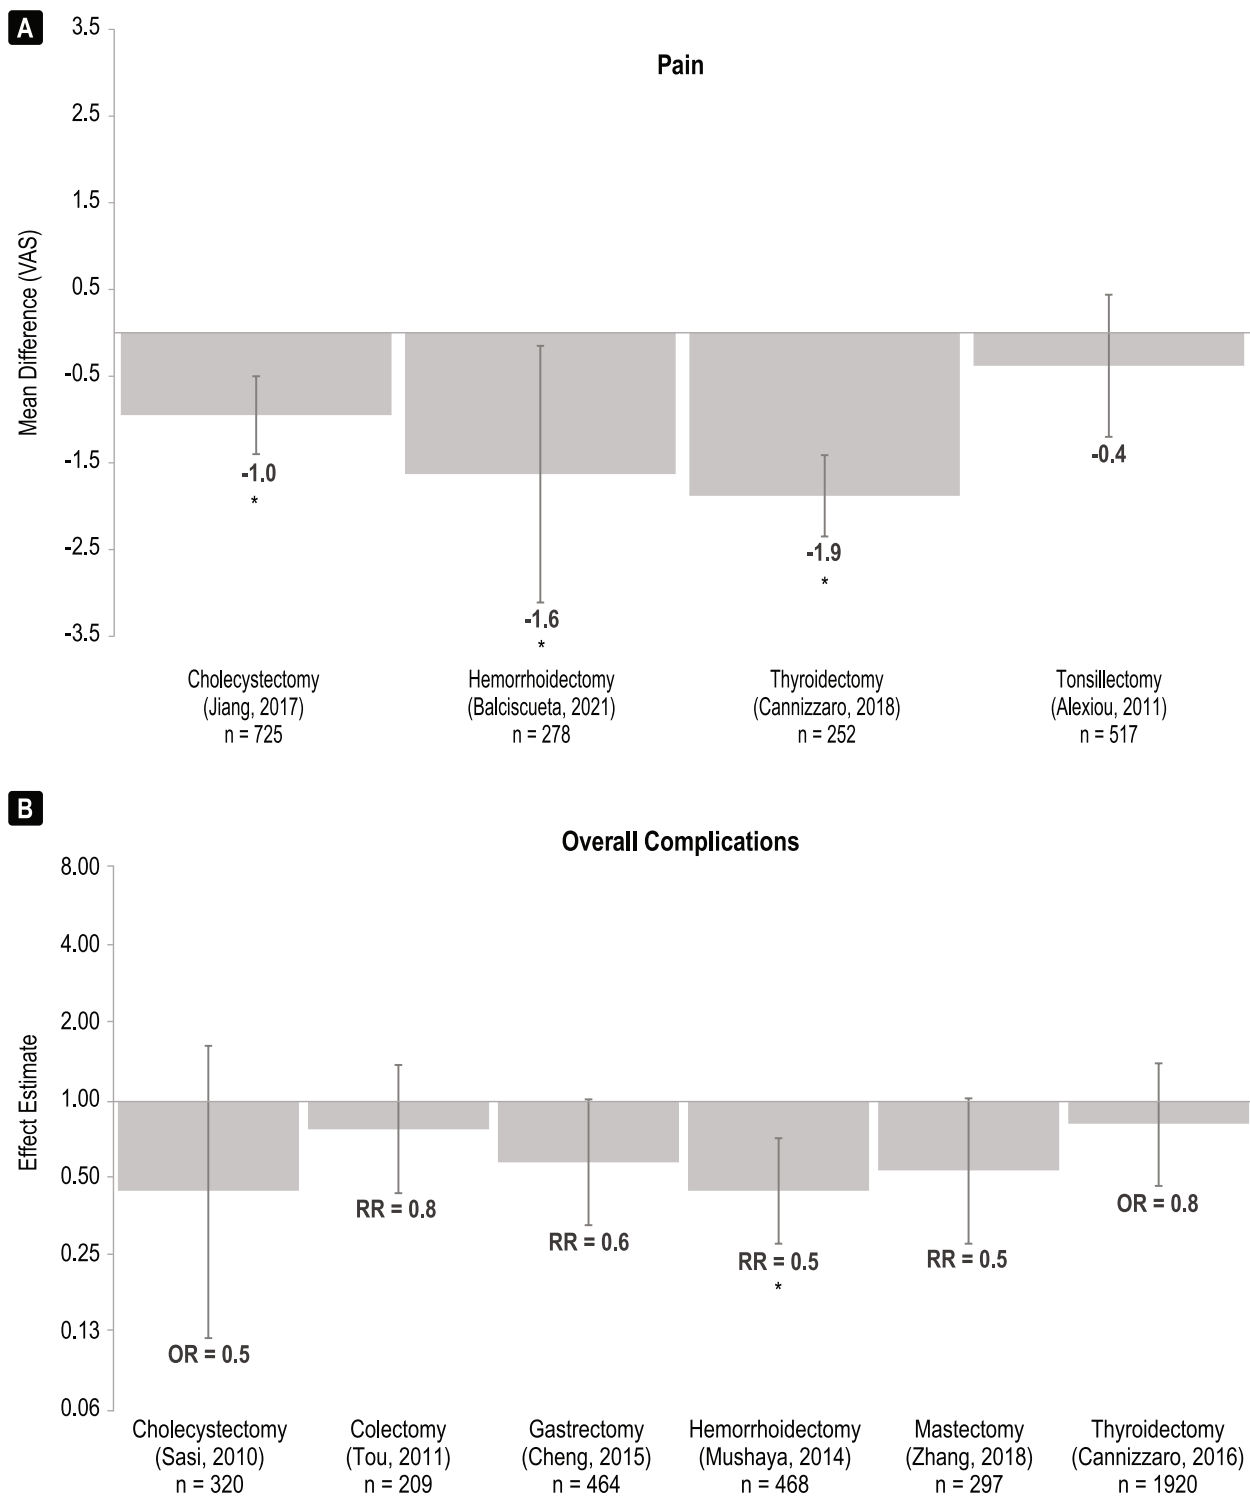 A
Pain
3.5
2.5
1.5
0.5
-0.5
-1.5
-2.5
-3.5
Mean Difference (VAS)
-1.0
*
-1.6
*
-1.9
*
-0.4
Cholecystectomy
(Jiang, 2017)
n = 725
Hemorrhoidectomy
(Balciscueta, 2021)
n = 278
Thyroidectomy
(Cannizzaro, 2018)
n = 252
Tonsillectomy
(Alexiou, 2011)
n = 517
B
Overall Complications
8.00
4.00
2.00
1.00
0.50
0.25
0.13
0.06
Effect Estimate
OR = 0.5
RR = 0.8
RR = 0.6
RR = 0.5
*
RR = 0.5
OR = 0.8
Cholecystectomy
(Sasi, 2010)
n = 320
Colectomy
(Tou, 2011)
n = 209
Gastrectomy
(Cheng, 2015)
n = 464
Hemorrhoidectomy
(Mushaya, 2014)
n = 468
Mastectomy
(Zhang, 2018)
n = 297
Thyroidectomy
(Cannizzaro, 2016)
n = 1920